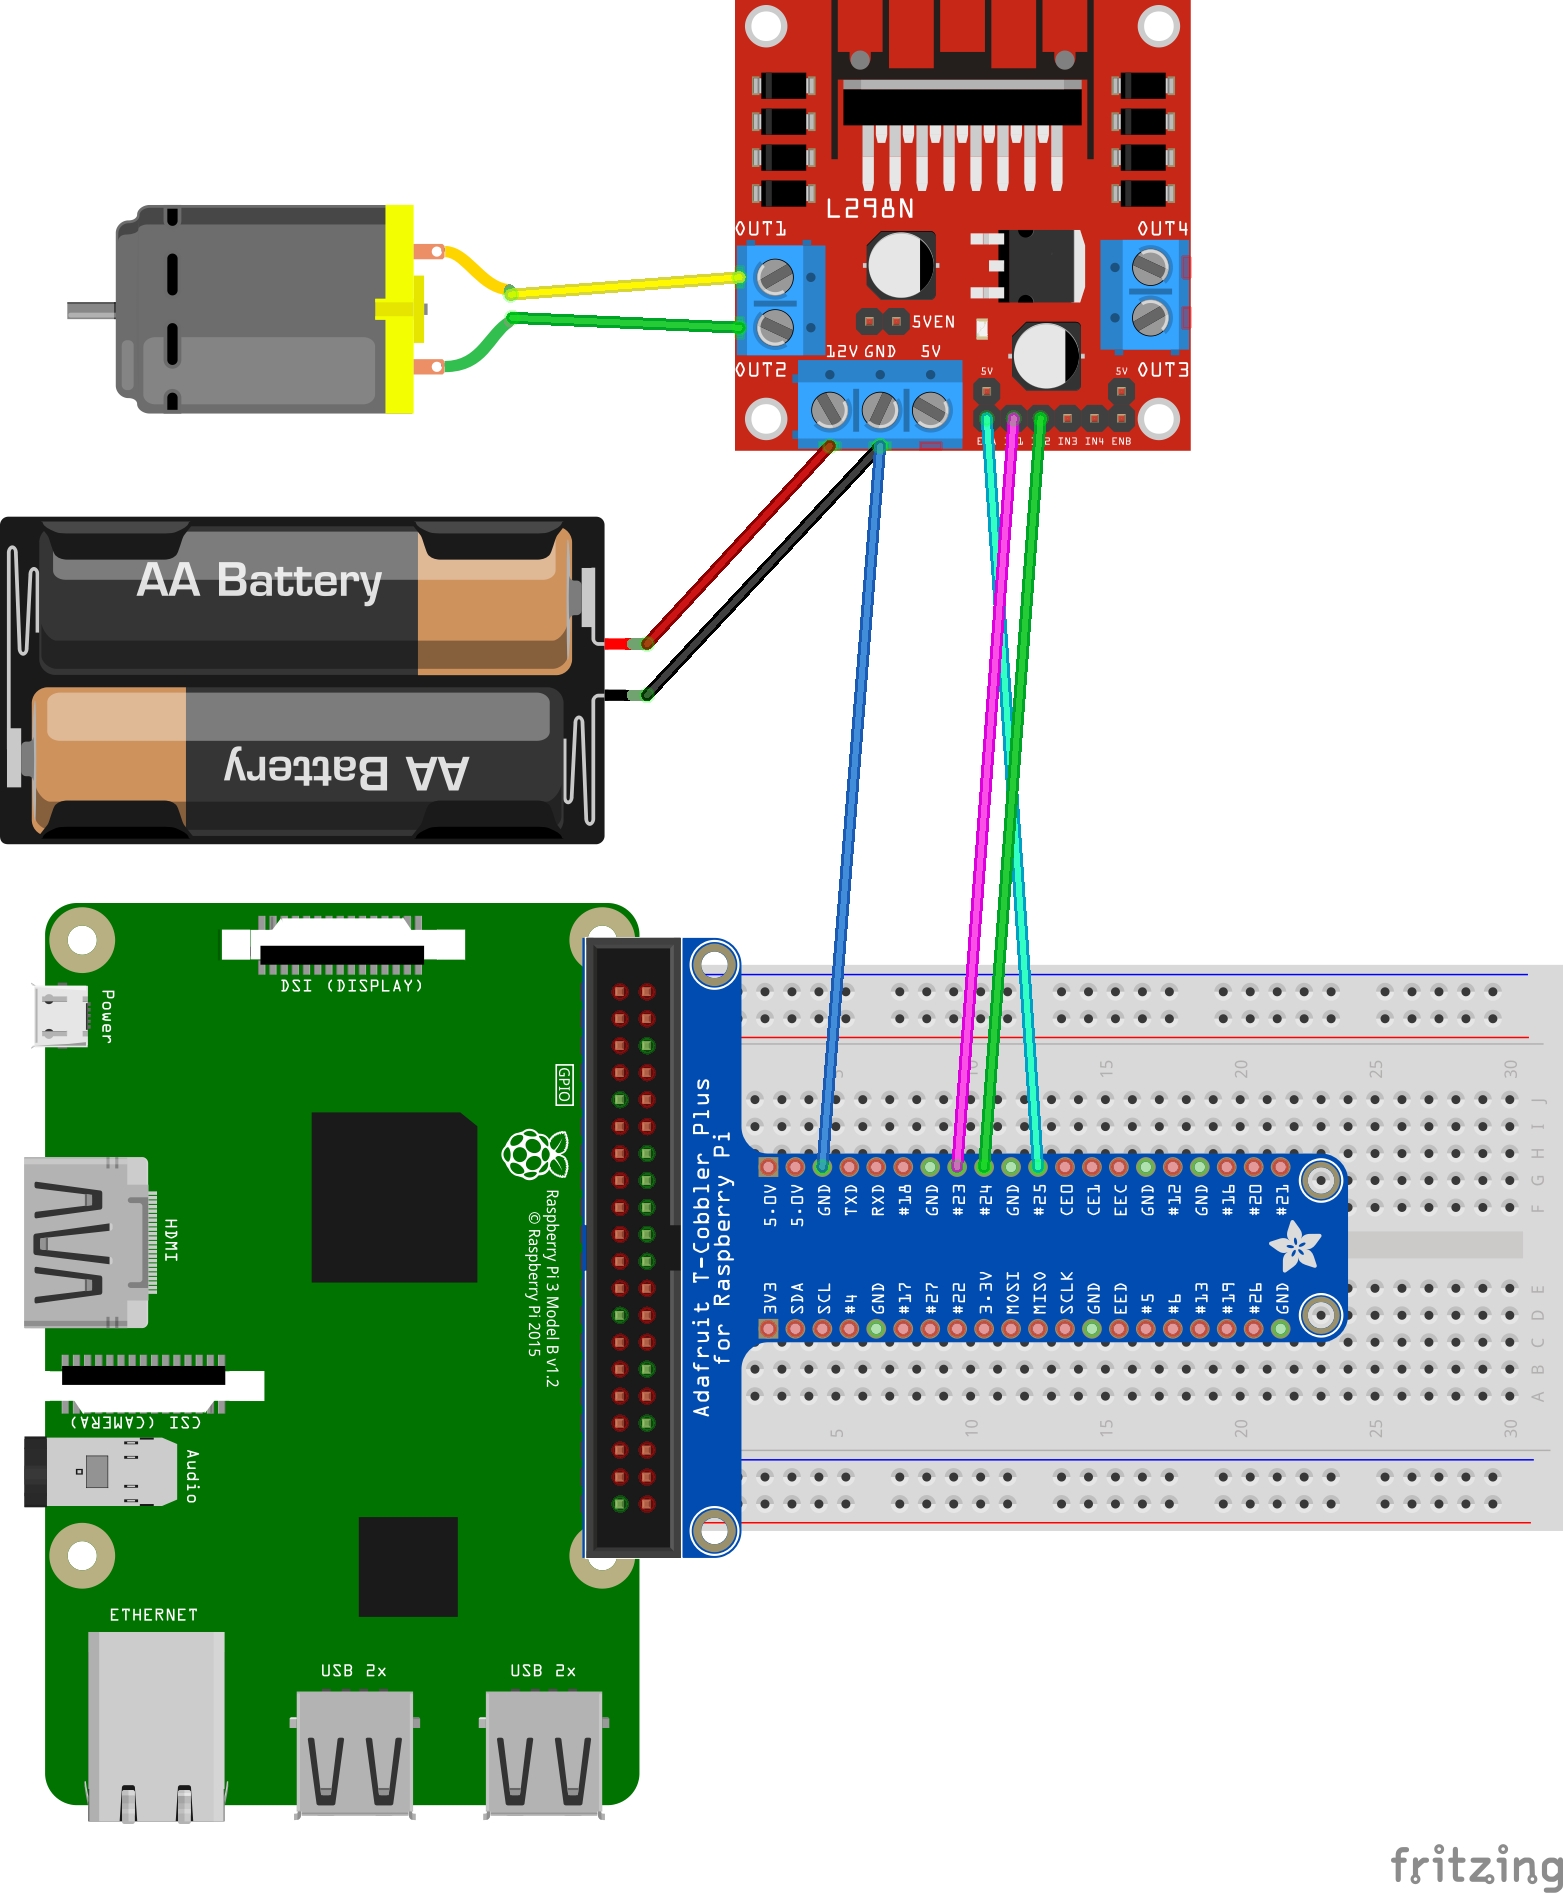 L298N
OUT1
OUT4
5VEN
12V GND 5V
OUT2
5V
5V
OUT3
IN3 IN4 ENB
AA Battery
AA Battery
DSI (DISPLAY)
Power
GPIO
HDMI
Raspberry Pi 3 Model B v1.2
© Raspberry Pi 2015
CSI (CAMERA)
Audio
ETHERNET
USB 2x
USB 2x
Adafruit T-Cobbler Plus
for Raspberry Pi
5.0V 5.0V GND TXD RXD #18 GND #23 #24 GND #25 CE0 CE1 EEC GND #12 GND #16 #20 #21
3V3 SDA SCL #4 GND #17 #27 #22 3.3V MOSI MISO SCLK GND EED #5 #6 #13 #19 #26 GND
5 10 15 20 25 30
J
I
H
G
F
E
D
C
B
A
5 10 15 20 25 30
fritzing